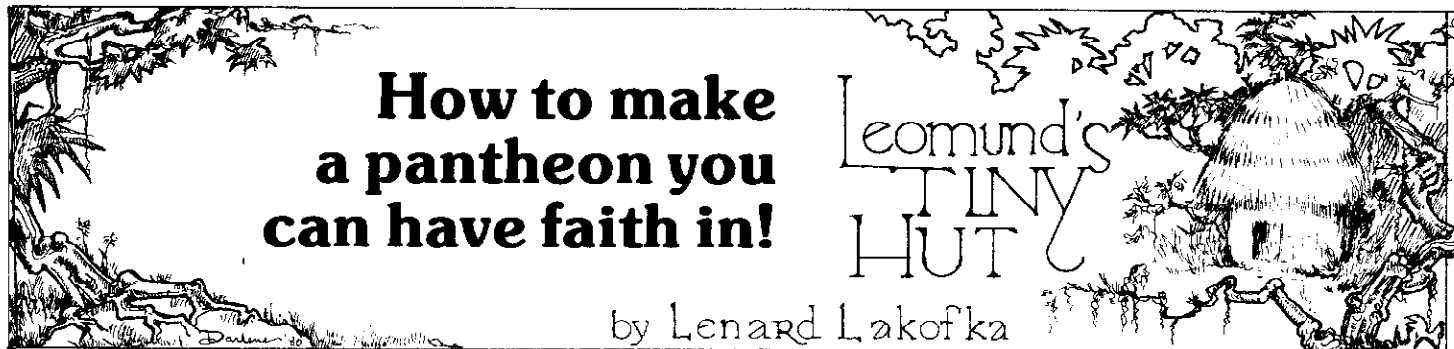 How to make
a pantheon you
can have faith in!
Leomund's
TINY
HUT
by Lenard Lakofka
Darlene 80